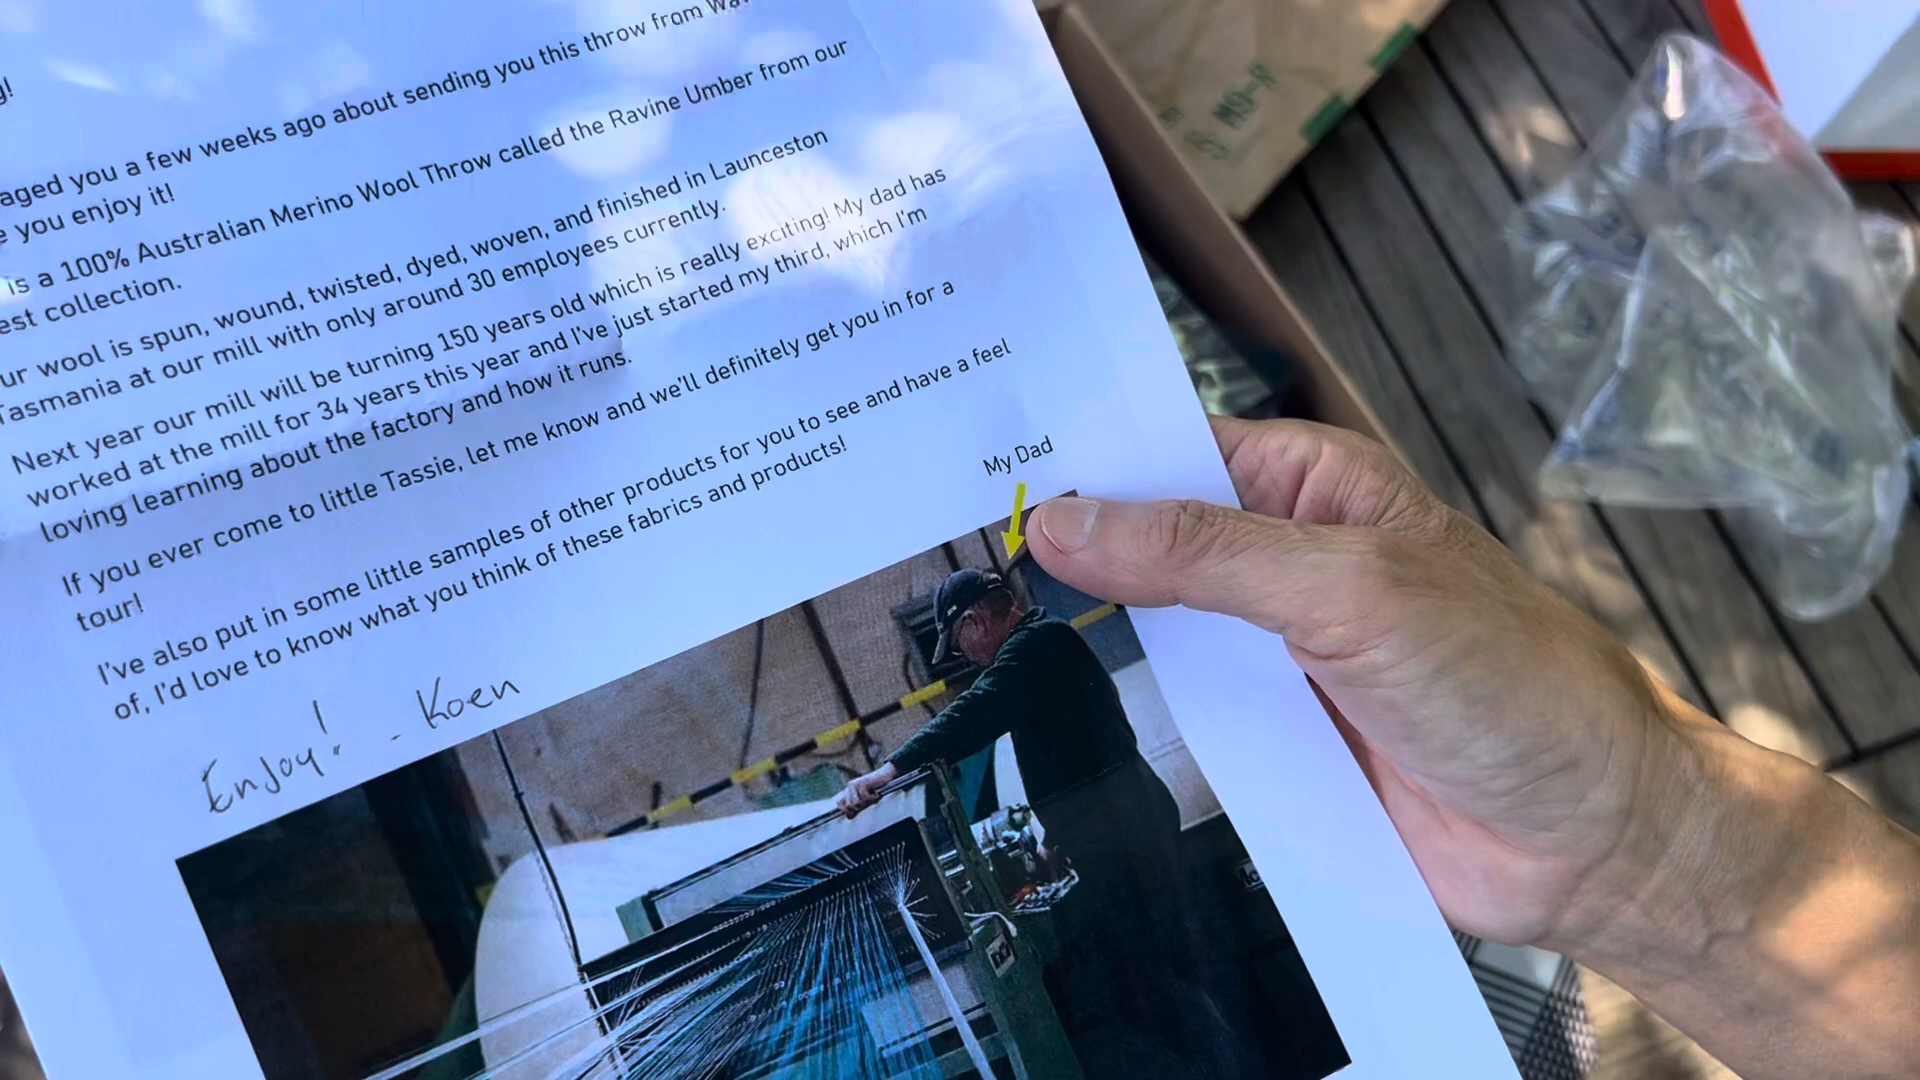 g!
aged you a few weeks ago about sending you this throw from
you enjoy it!
is a 100% Australian Merino Wool Throw called the Ravine Umber from our
est collection.
ur wool is spun, wound, twisted, dyed, woven, and finished in Launceston
Tasmania at our mill with only around 30 employees currently.
Next year our mill will be turning 150 years old which is really exciting! My dad has
worked at the mill for 34 years this year and I've just started my third, which I'm
loving learning about the factory and how it runs.
If you ever come to little Tassie, let me know and we'll definitely get you in for a
tour!
I've also put in some little samples of other products for you to see and have a feel
of, I'd love to know what you think of these fabrics and products!
My Dad
Enjoy! - Koen